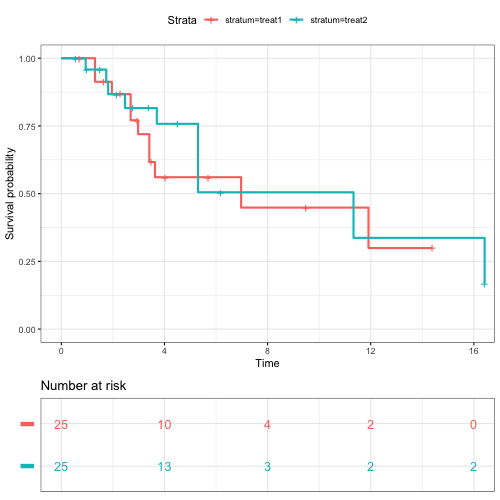 Strata stratum=treat1 stratum=treat2
1.00
0.75
0.50
0.25
0.00
Survival probability
0 4 8 12 16
Time
Number at risk
25 10 4 2 0
25 13 3 2 2